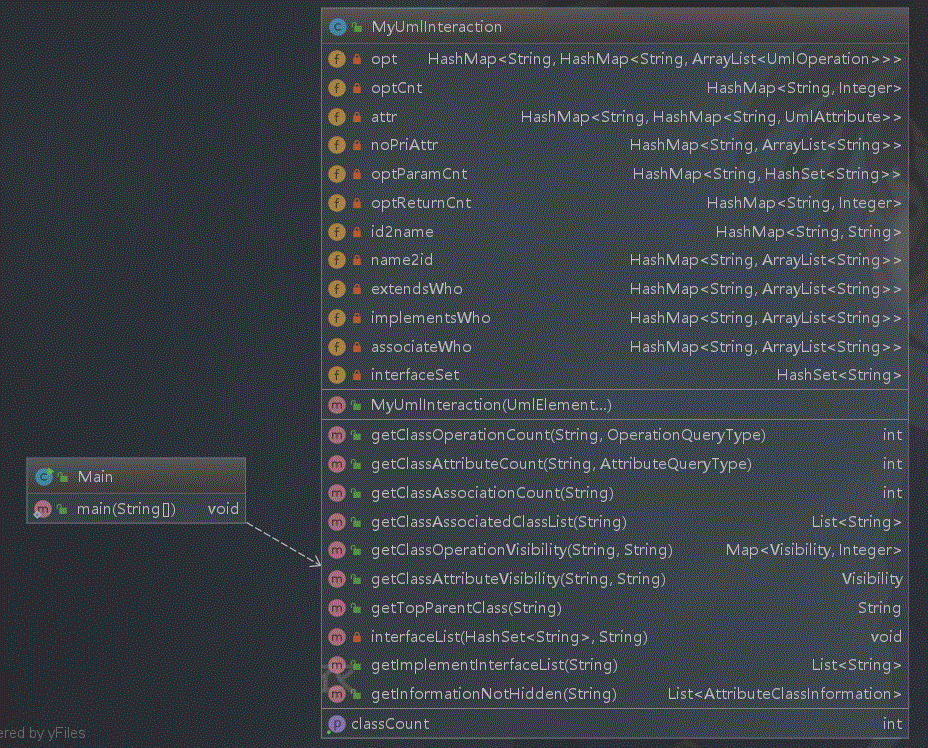 MyUmlInteraction
opt HashMap<String, HashMap<String, ArrayList<UmlOperation>>>
optCnt HashMap<String, Integer>
attr HashMap<String, HashMap<String, UmlAttribute>>
noPriAttr HashMap<String, ArrayList<String>>
optParamCnt HashMap<String, HashSet<String>>
optReturnCnt HashMap<String, Integer>
id2name HashMap<String, String>
name2id HashMap<String, ArrayList<String>>
extendsWho HashMap<String, ArrayList<String>>
implementsWho HashMap<String, ArrayList<String>>
associateWho HashMap<String, ArrayList<String>>
interfaceSet HashSet<String>
MyUmlInteraction(UmlElement...)
getClassOperationCount(String, OperationQueryType) int
getClassAttributeCount(String, AttributeQueryType) int
getClassAssociationCount(String) int
getClassAssociatedClassList(String) List<String>
getClassOperationVisibility(String, String) Map<Visibility, Integer>
getClassAttributeVisibility(String, String) Visibility
getTopParentClass(String) String
interfaceList(HashSet<String>, String) void
getImplementInterfaceList(String) List<String>
getInformationNotHidden(String) List<AttributeClassInformation>
classCount int
Main
main(String[]) void
ered by yFiles